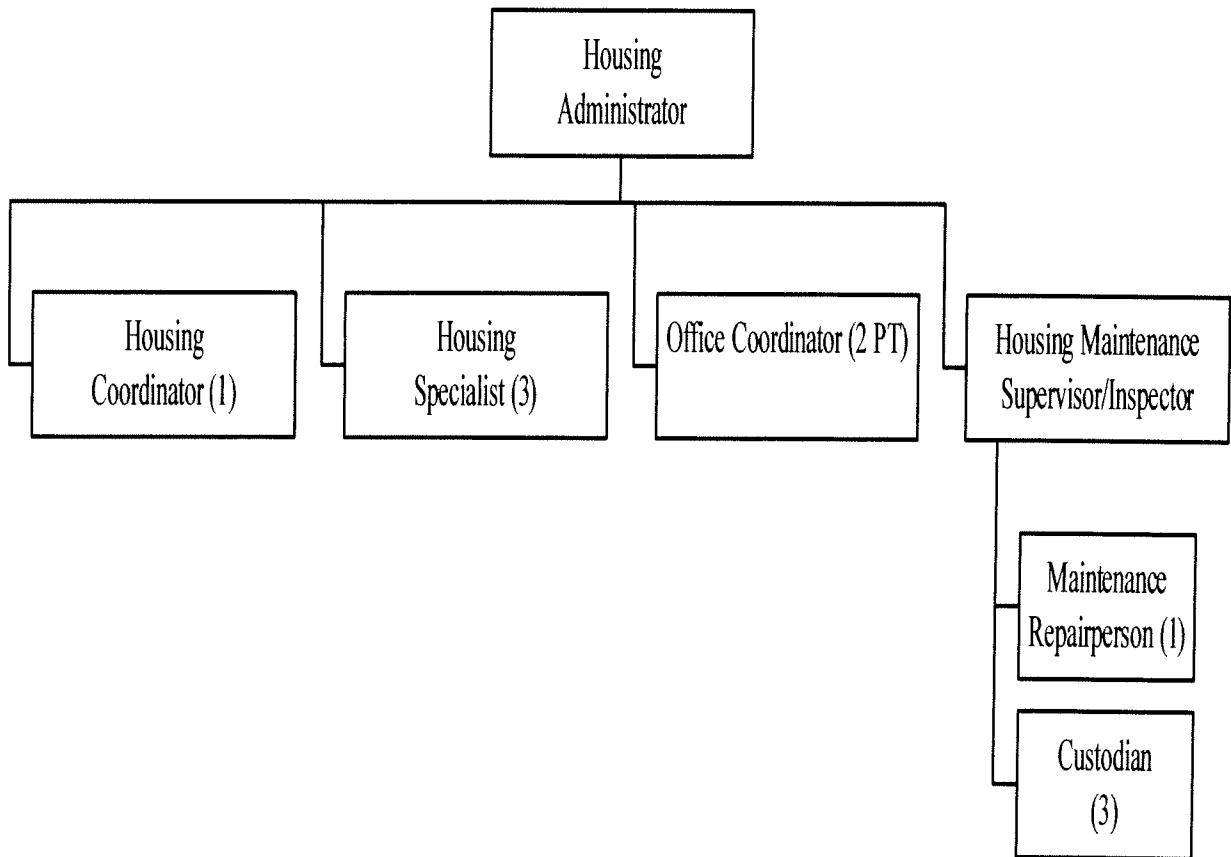 Housing
Administrator
Housing
Coordinator (1)
Housing
Specialist (3)
Office Coordinator (2 PT)
Housing Maintenance
Supervisor/Inspector
Maintenance
Repairperson (1)
Custodian
(3)